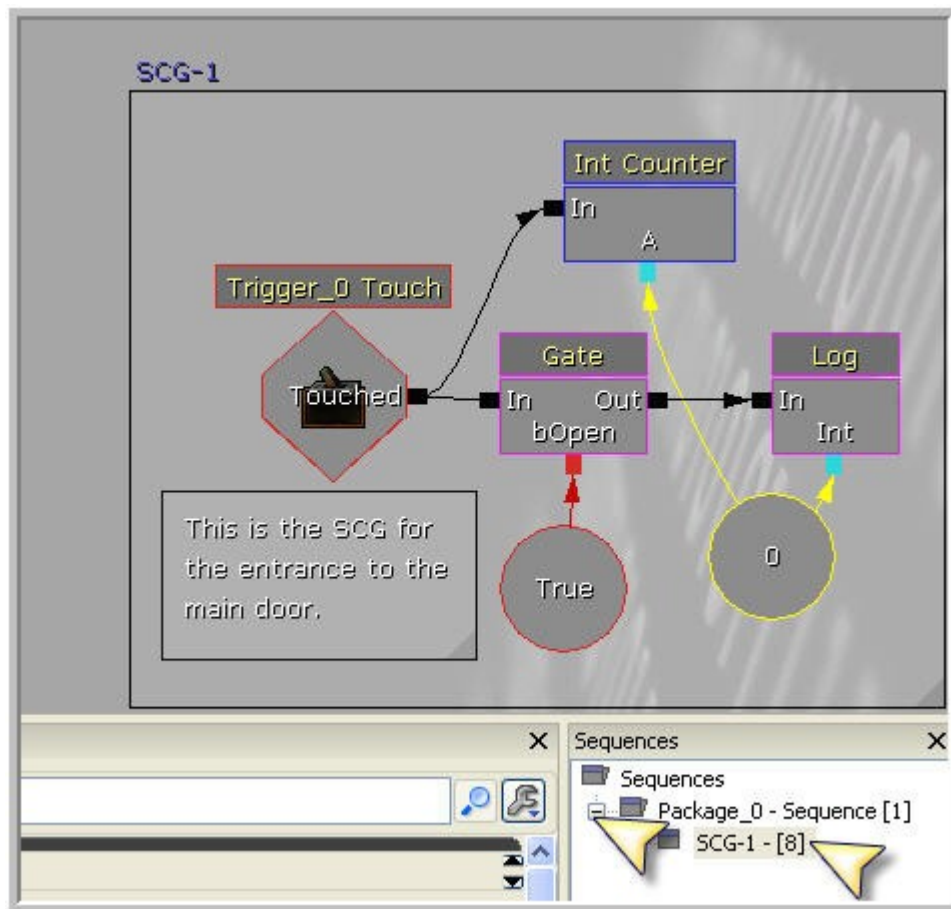 SCG-1
Int Counter
In
A
Trigger_0 Touch
Touched
Gate
In Out
bOpen
Log
In
Int
This is the SCG for
the entrance to the
main door.
True
0
Sequences
Sequences
Package_0 - Sequence [1]
SCG-1 - [8]